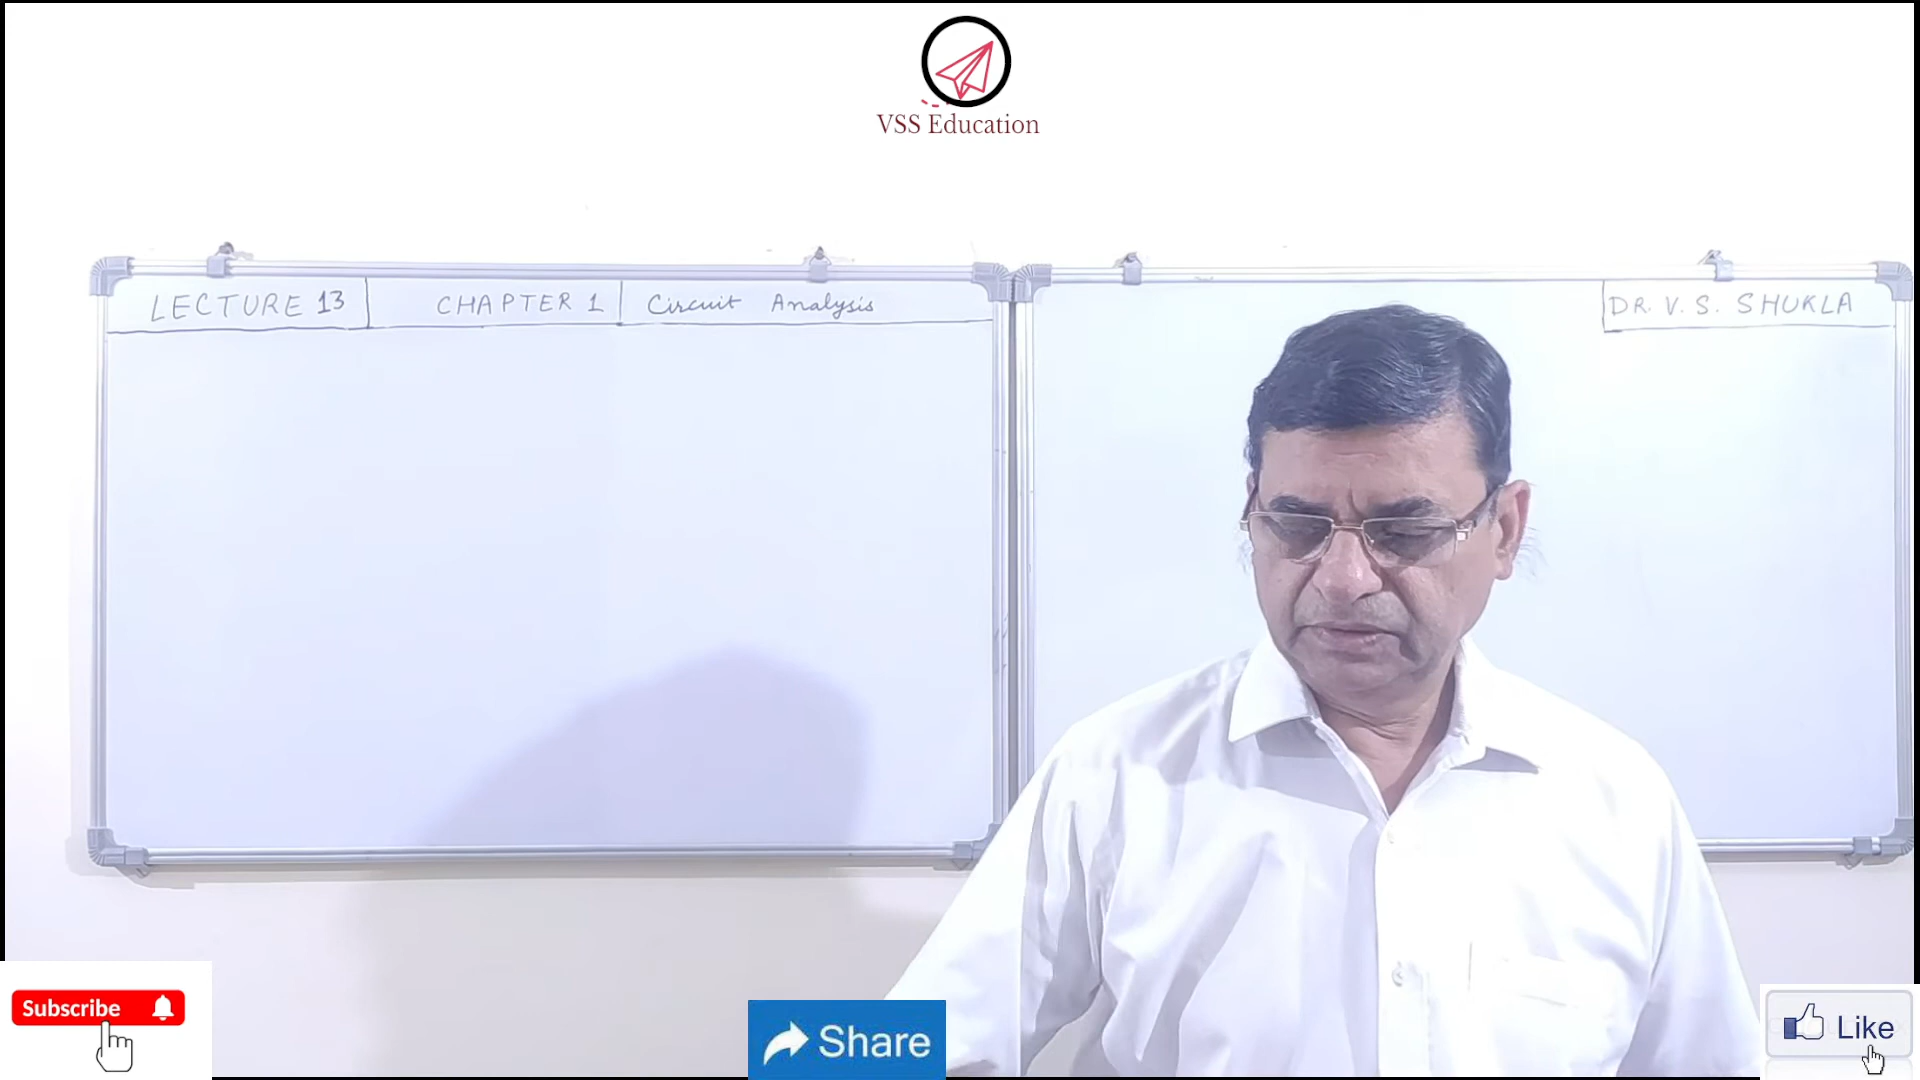 VSS Education
LECTURE 13 CHAPTER 1 Circuit Analysis
DR. V. S. SHUKLA
Subscribe
Share
Like